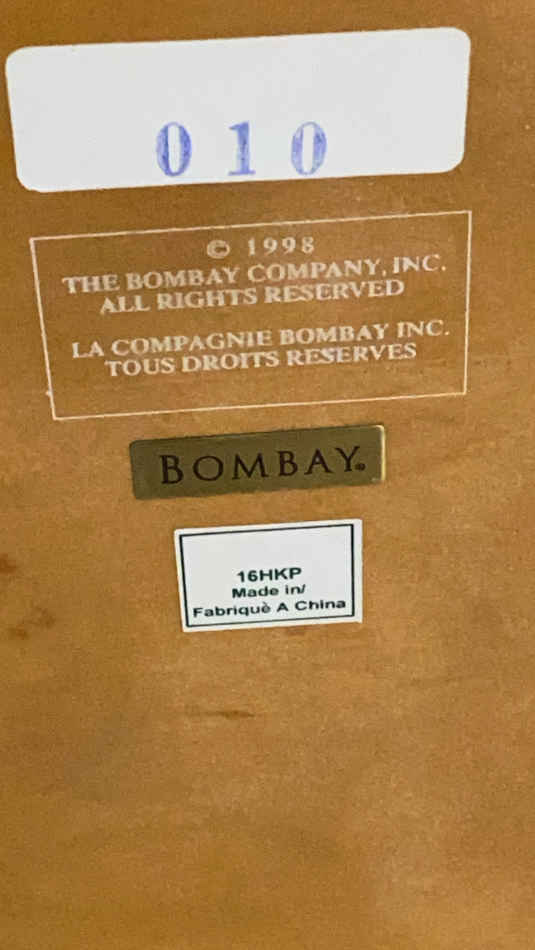 010
© 1998
THE BOMBAY COMPANY, INC.
ALL RIGHTS RESERVED
LA COMPAGNIE BOMBAY INC.
TOUS DROITS RESERVES
BOMBAY®
16HKP
Made in/
Fabriquè A China